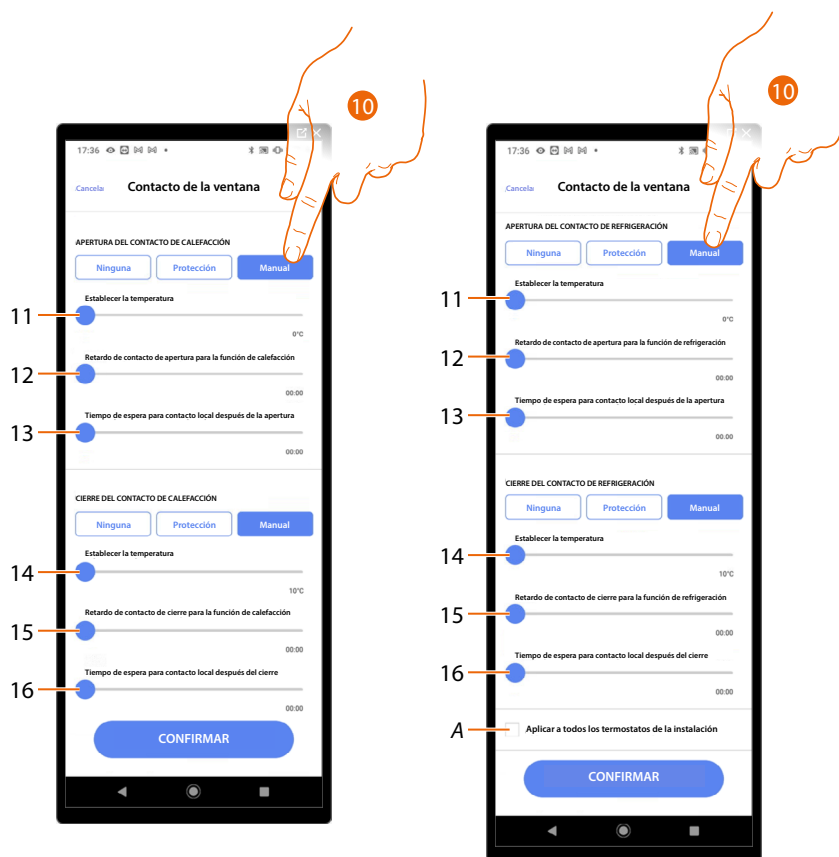 10
17:36
Cancela
Contacto de la ventana
APERTURA DEL CONTACTO DE CALEFACCIÓN
Ninguna
Protección
Manual
11
Establecer la temperatura
0°C
12
Retardo de contacto de apertura para la función de calefacción
00:00
13
Tiempo de espera para contacto local después de la apertura
00:00
CIERRE DEL CONTACTO DE CALEFACCIÓN
Ninguna
Protección
Manual
14
Establecer la temperatura
10°C
15
Retardo de contacto de cierre para la función de calefacción
00:00
16
Tiempo de espera para contacto local después del cierre
00:00
CONFIRMAR
10
17:36
Cancela
Contacto de la ventana
APERTURA DEL CONTACTO DE REFRIGERACIÓN
Ninguna
Protección
Manual
11
Establecer la temperatura
0°C
12
Retardo de contacto de apertura para la función de refrigeración
00:00
13
Tiempo de espera para contacto local después de la apertura
00:00
CIERRE DEL CONTACTO DE REFRIGERACIÓN
Ninguna
Protección
Manual
14
Establecer la temperatura
10°C
15
Retardo de contacto de cierre para la función de refrigeración
00:00
16
Tiempo de espera para contacto local después del cierre
00:00
A
Aplicar a todos los termostatos de la instalación
CONFIRMAR